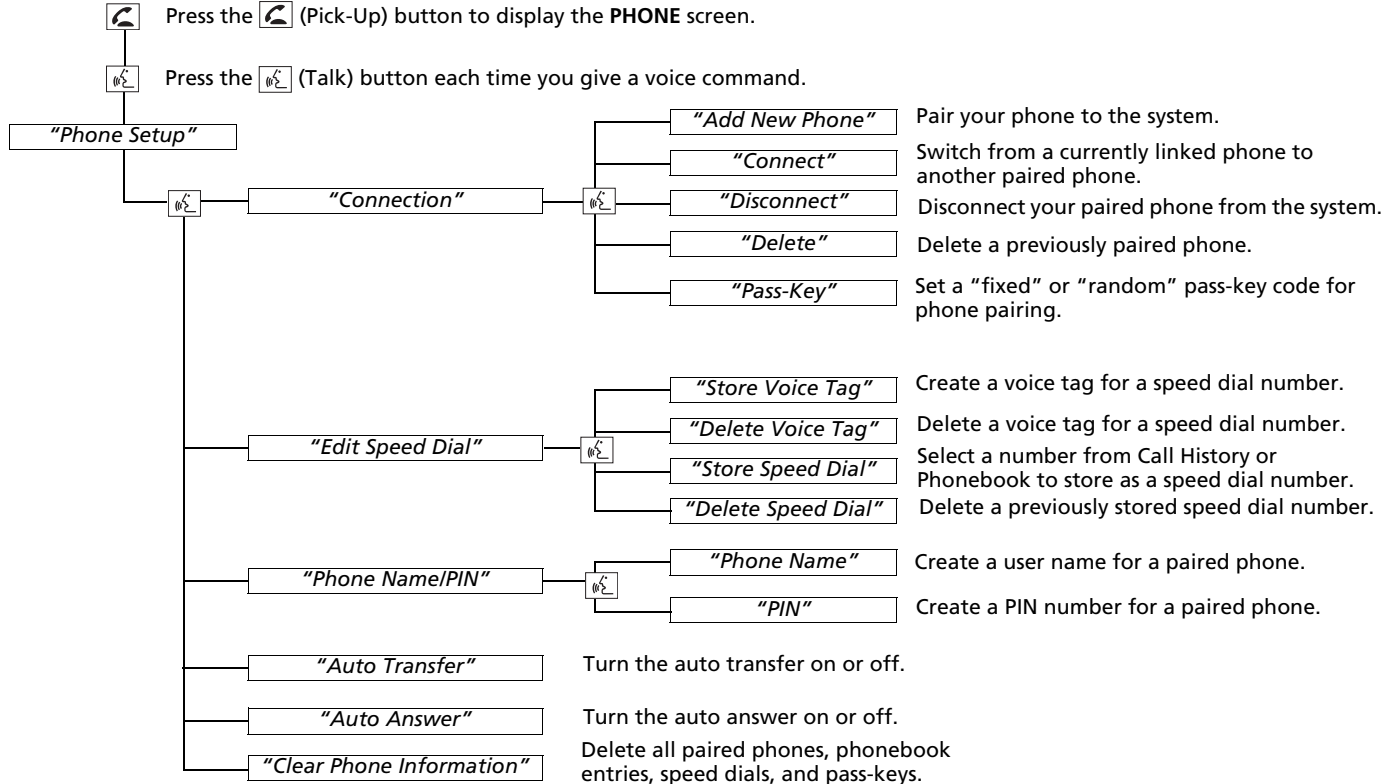 Press the (Pick-Up) button to display the PHONE screen.
Press the (Talk) button each time you give a voice command.
"Phone Setup"
"Connection"
"Add New Phone"
Pair your phone to the system.
"Connect"
Switch from a currently linked phone to
another paired phone.
"Disconnect"
Disconnect your paired phone from the system.
"Delete"
Delete a previously paired phone.
"Pass-Key"
Set a “fixed” or “random” pass-key code for
phone pairing.
"Edit Speed Dial"
"Store Voice Tag"
Create a voice tag for a speed dial number.
"Delete Voice Tag"
Delete a voice tag for a speed dial number.
"Store Speed Dial"
Select a number from Call History or
Phonebook to store as a speed dial number.
"Delete Speed Dial"
Delete a previously stored speed dial number.
"Phone Name/PIN"
"Phone Name"
Create a user name for a paired phone.
"PIN"
Create a PIN number for a paired phone.
"Auto Transfer"
Turn the auto transfer on or off.
"Auto Answer"
Turn the auto answer on or off.
"Clear Phone Information"
Delete all paired phones, phonebook
entries, speed dials, and pass-keys.